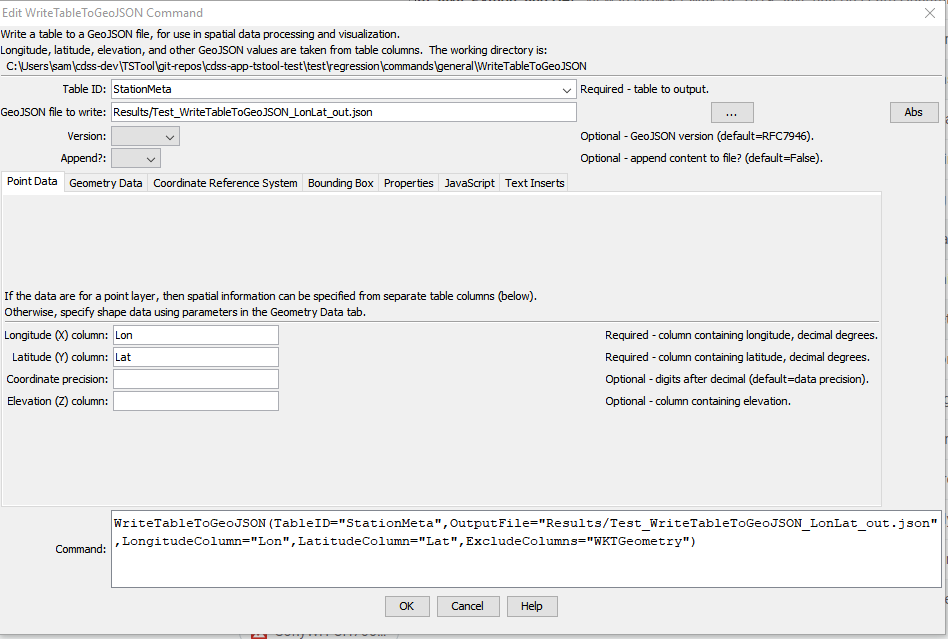 Edit WriteTableToGeoJSON Command
Write a table to a GeoJSON file, for use in spatial data processing and visualization.
Longitude, latitude, elevation, and other GeoJSON values are taken from table columns. The working directory is:
C:\Users\sam\cdss-dev\TSTool\git-repos\cdss-app-tstool-test\test\regression\commands\general\WriteTableToGeoJSON
Table ID: StationMeta Required - table to output.
GeoJSON file to write: Results/Test_WriteTableToGeoJSON_LonLat_out.json ... Abs
Version: Optional - GeoJSON version (default=RFC7946).
Append?: Optional - append content to file? (default=False).
Point Data Geometry Data Coordinate Reference System Bounding Box Properties JavaScript Text Inserts
If the data are for a point layer, then spatial information can be specified from separate table columns (below).
Otherwise, specify shape data using parameters in the Geometry Data tab.
Longitude (X) column: Lon Required - column containing longitude, decimal degrees.
Latitude (Y) column: Lat Required - column containing latitude, decimal degrees.
Coordinate precision: Optional - digits after decimal (default=data precision).
Elevation (Z) column: Optional - column containing elevation.
WriteTableToGeoJSON(TableID="StationMeta",OutputFile="Results/Test_WriteTableToGeoJSON_LonLat_out.json"
Command: ,LongitudeColumn="Lon",LatitudeColumn="Lat",ExcludeColumns="WKTGeometry")
OK Cancel Help